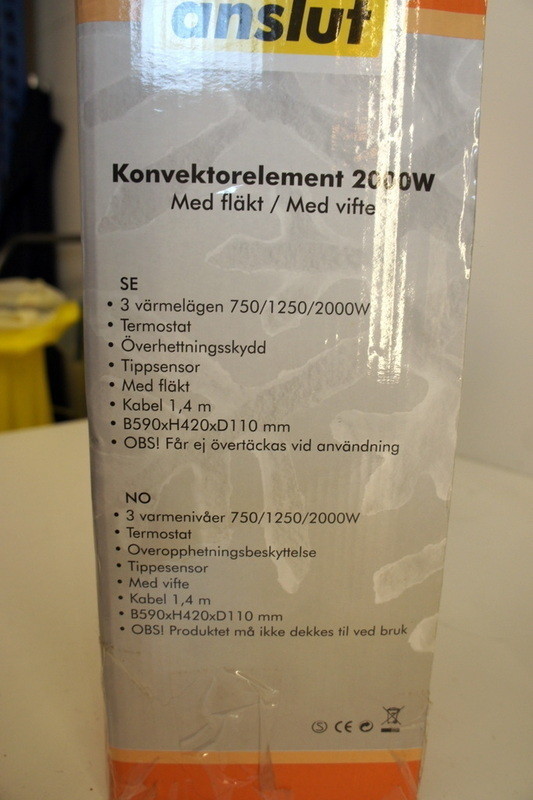 anslut
Konvektorelement 2000W
Med fläkt / Med vifte
SE
• 3 värmelägen 750/1250/2000W
• Termostat
• Överhettningsskydd
• Tippsensor
• Med fläkt
• Kabel 1,4 m
• B590xH420xD110 mm
• OBS! Får ej övertäckas vid användning
NO
• 3 varmenivåer 750/1250/2000W
• Termostat
• Overopphetningsbeskyttelse
• Tippesensor
• Med vifte
• Kabel 1,4 m
• B590xH420xD110 mm
• OBS! Produktet må ikke dekkes til ved bruk
S CE